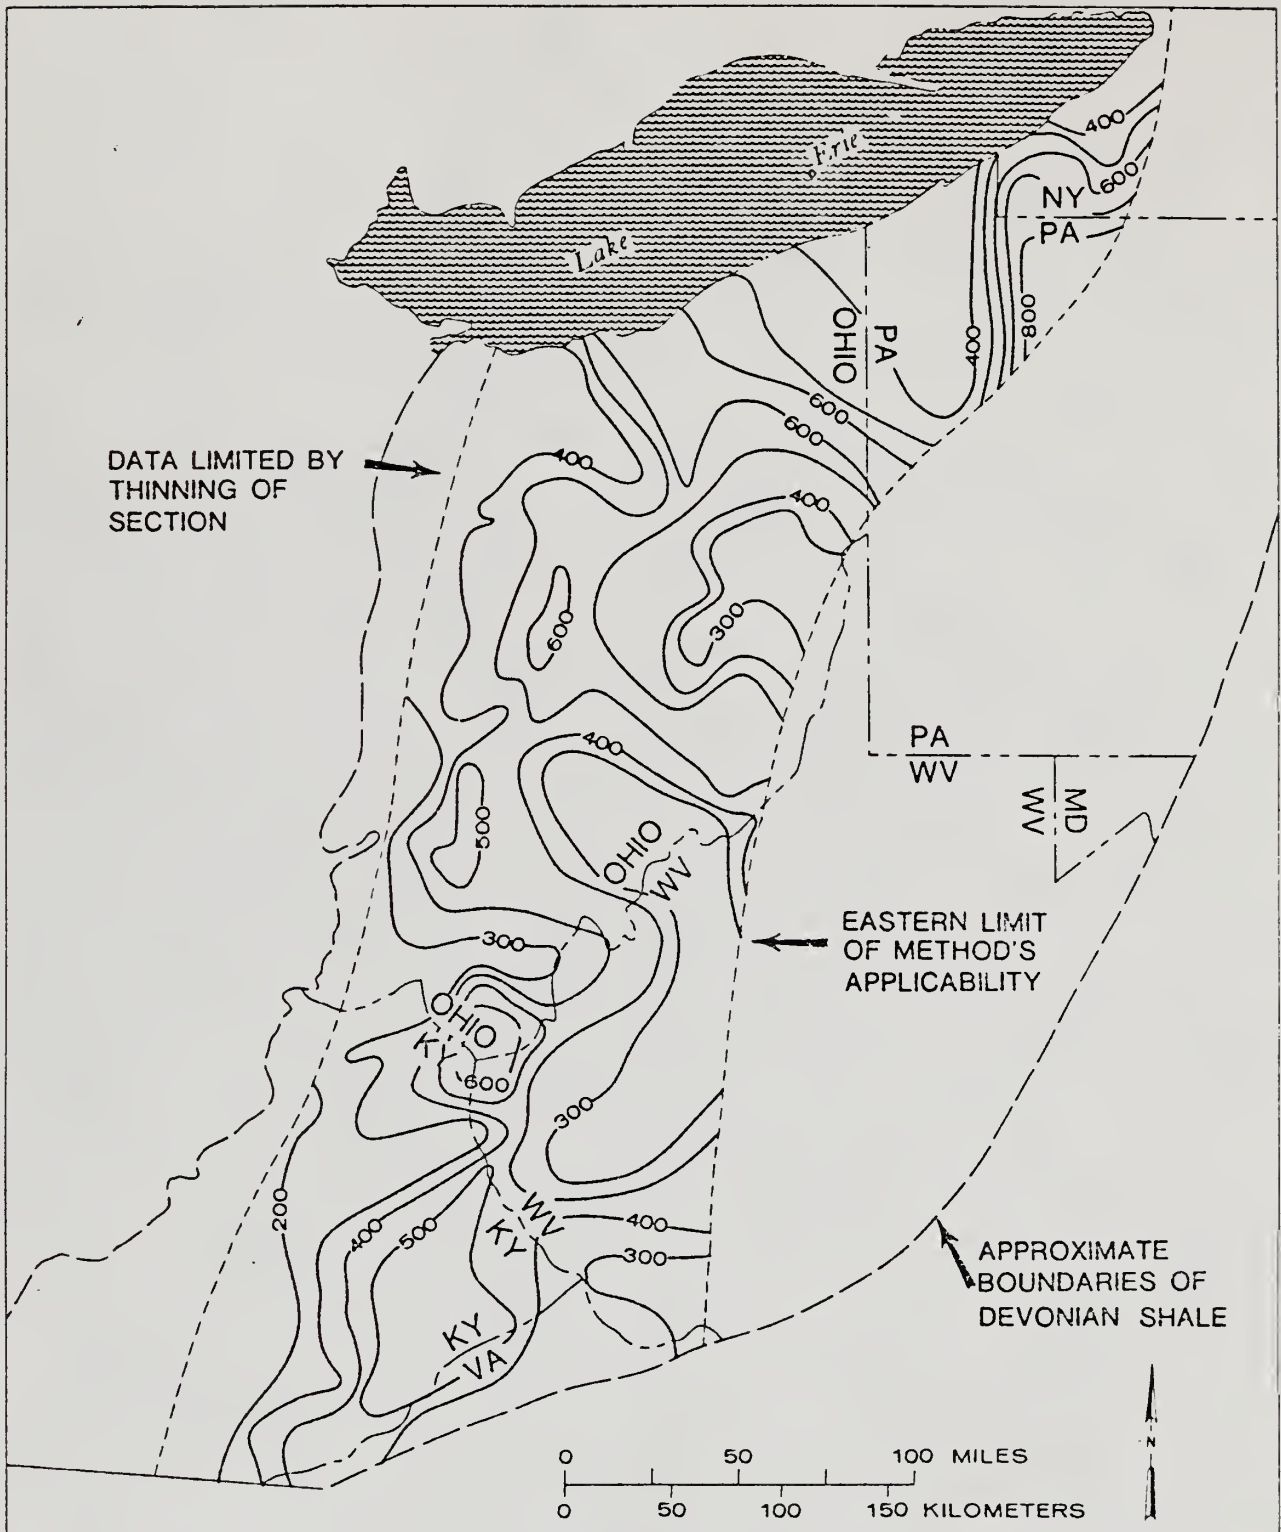 400
Erie
600
NY
PA
Lake
800
OHIO
PA
400
600
600
DATA LIMITED BY
THINNING OF
SECTION
400
400
600
300
PA
WV
400
MD
WV
500
OHIO
WV
EASTERN LIMIT
OF METHOD'S
APPLICABILITY
300
OHIO
600
300
WV
KY
200
400
500
400
300
APPROXIMATE
BOUNDARIES OF
DEVONIAN SHALE
KY
VA
0 50 100 MILES
N
0 50 100 150 KILOMETERS